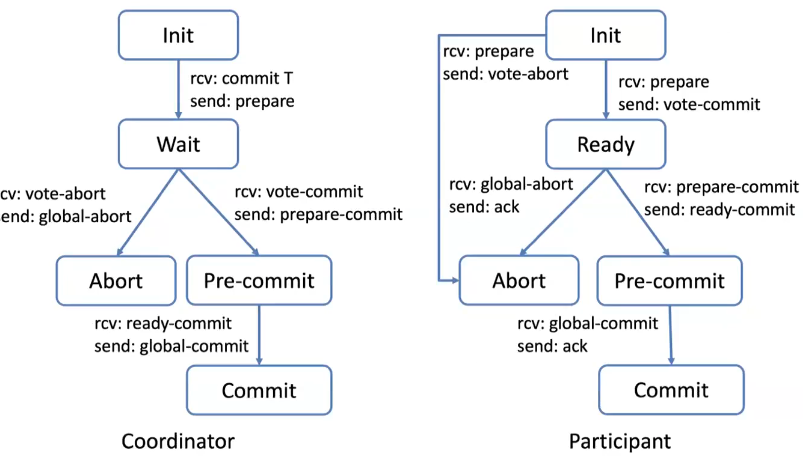 Init
rcv: commit T
send: prepare
Wait
cv: vote-abort
end: global-abort
rcv: vote-commit
send: prepare-commit
Abort
Pre-commit
rcv: ready-commit
send: global-commit
Commit
Coordinator
Init
rcv: prepare
send: vote-abort
rcv: prepare
send: vote-commit
Ready
rcv: global-abort
send: ack
rcv: prepare-commit
send: ready-commit
Abort
Pre-commit
rcv: global-commit
send: ack
Commit
Participant